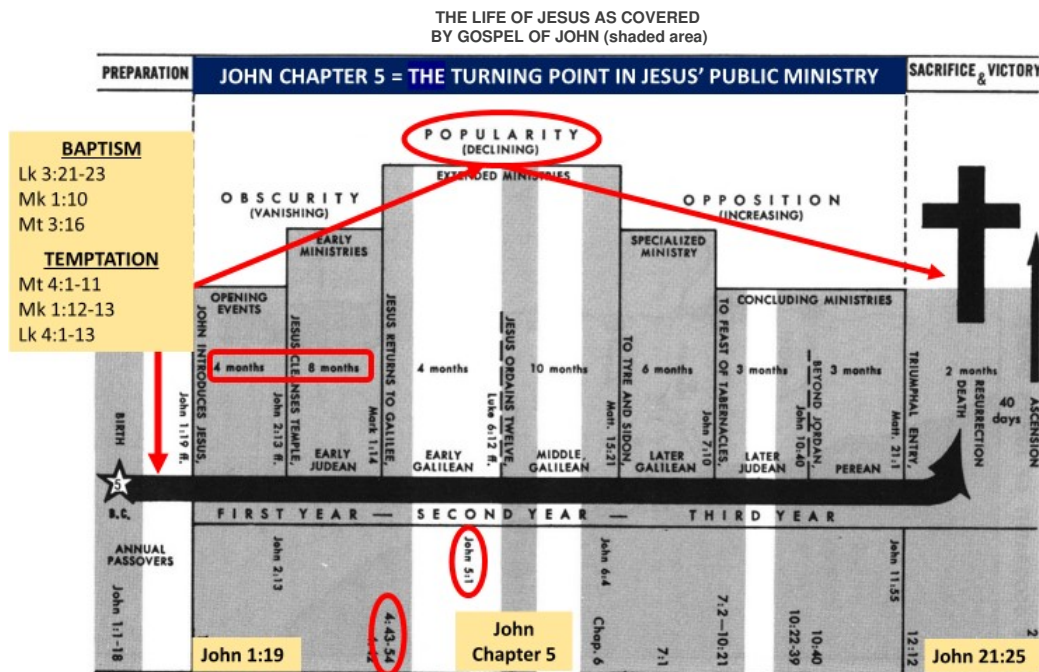 THE LIFE OF JESUS AS COVERED
BY GOSPEL OF JOHN (shaded area)
PREPARATION
JOHN CHAPTER 5 = THE TURNING POINT IN JESUS' PUBLIC MINISTRY
SACRIFICE & VICTORY
BAPTISM
Lk 3:21-23
Mk 1:10
Mt 3:16
TEMPTATION
Mt 4:1-11
Mk 1:12-13
Lk 4:1-13
OBSCURITY
(VANISHING)
POPULARITY
(DECLINING)
OPPOSITION
(INCREASING)
EXTENDED MINISTRIES
EARLY
MINISTRIES
SPECIALIZED
MINISTRY
OPENING
EVENTS
CONCLUDING MINISTRIES
BIRTH
John 1:19 ff.
JOHN INTRODUCES JESUS,
4 months
John 2:13 ff.
JESUS CLEANSES TEMPLE,
8 months
Mark 1:14
JESUS RETURNS TO GALILEE,
4 months
Luke 6:12 ff.
JESUS ORDAINS TWELVE,
10 months
Matt. 15:21
TO TYRE AND SIDON,
6 months
John 7:10
TO FEAST OF TABERNACLES,
3 months
John 10:40
BEYOND JORDAN,
3 months
Matt. 21:1
TRIUMPHAL ENTRY,
2 months
DEATH
RESURRECTION
40
days
ASCENSION
EARLY
JUDEAN
EARLY
GALILEAN
MIDDLE
GALILEAN
LATER
GALILEAN
LATER
JUDEAN
PEREAN
5
B.C.
FIRST YEAR — SECOND YEAR — THIRD YEAR
ANNUAL
PASSOVERS
John 2:13
John 5:1
John 6:4
John 11:55
John 1:1-18
John 1:19
4:43-54
John
Chapter 5
Chap. 6
7:1
7:2—10:21
10:22-39
10:40
12:12
John 21:25